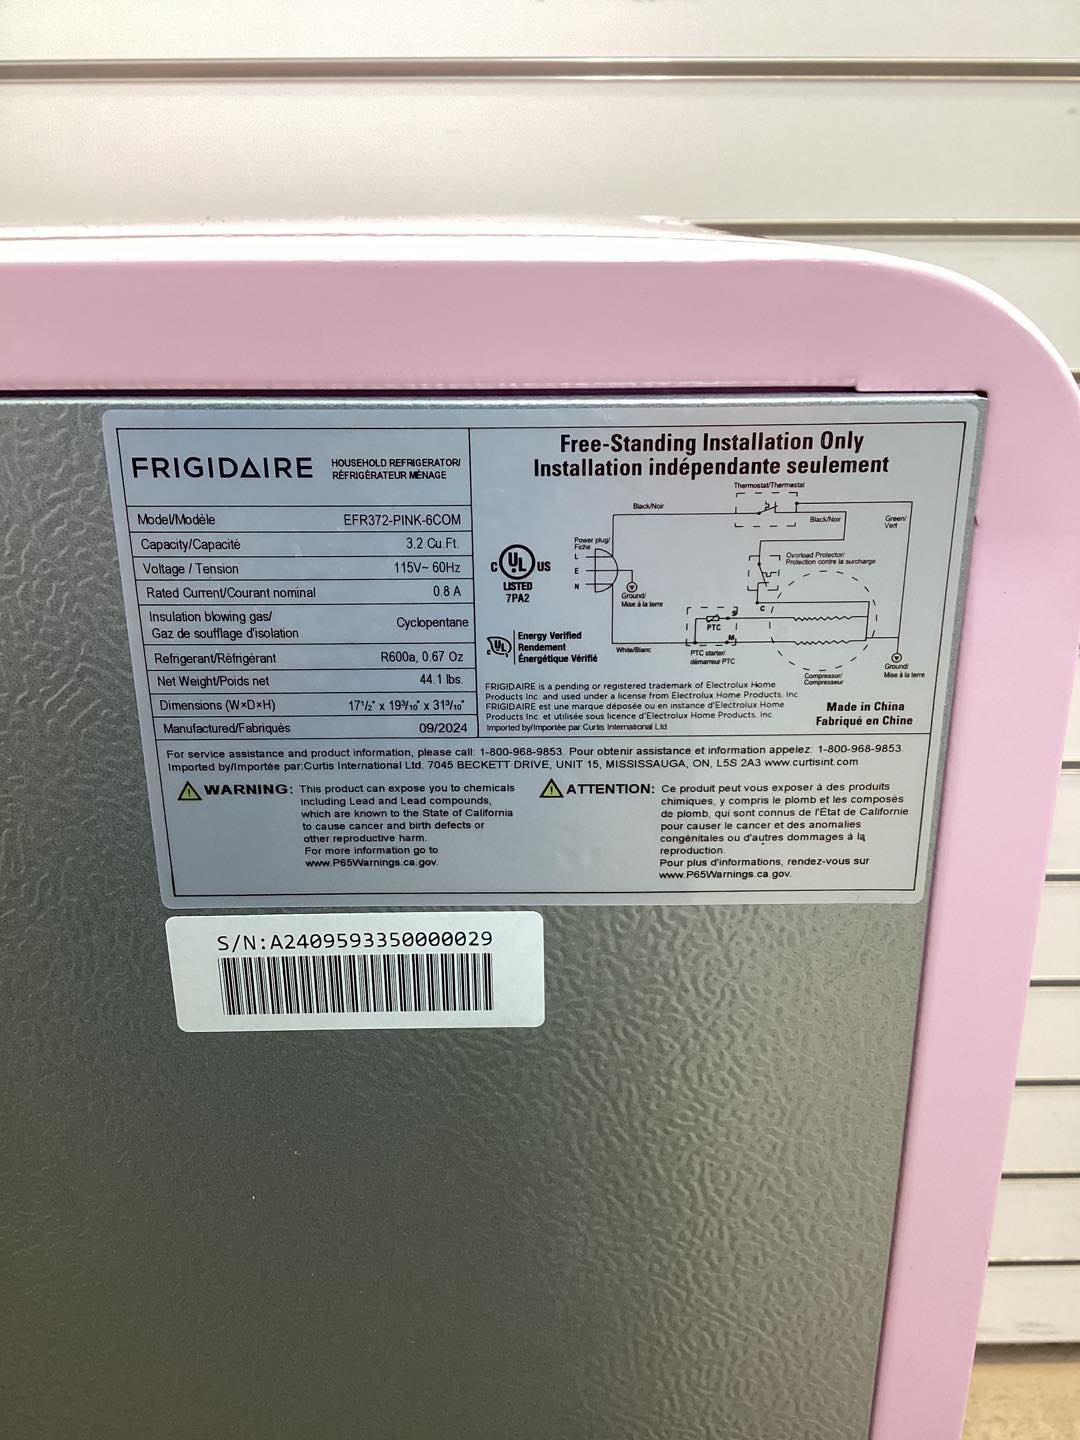 FRIGIDAIRE
HOUSEHOLD REFRIGERATOR/
RÉFRIGÉRATEUR MÉNAGE
Model/Modèle EFR372-PINK-6COM
Capacity/Capacité 3.2 Cu.Ft.
Voltage / Tension 115V~ 60Hz
Rated Current/Courant nominal 0.8 A
Insulation blowing gas/
Gaz de soufflage d'isolation Cyclopentane
Refrigerant/Réfrigérant R600a, 0.67 Oz
Net Weight/Poids net 44.1 lbs.
Dimensions (W×D×H) 17 1/2" x 19 3/10" x 31 3/10"
Manufactured/Fabriqués 09/2024
Free-Standing Installation Only
Installation indépendante seulement
Thermostat/Thermostat
Black/Noir
Black/Noir
Green/
Vert
Power plug/
Fiche
L
E
N
Ground/
Mise à la terre
Overload Protector/
Protection contre la surcharge
C
S
PTC
M
White/Blanc
PTC starter/
démarreur PTC
Compressor/
Compresseur
Ground/
Mise à la terre
C UL US
LISTED
7PA2
UL
Energy Verified
Rendement
Énergétique Vérifié
FRIGIDAIRE is a pending or registered trademark of Electrolux Home
Products Inc. and used under a license from Electrolux Home Products, Inc.
FRIGIDAIRE est une marque déposée ou en instance d'Electrolux Home
Products Inc. et utilisée sous licence d'Electrolux Home Products, Inc.
Imported by/Importée par:Curtis International Ltd
Made in China
Fabriqué en Chine
For service assistance and product information, please call: 1-800-968-9853. Pour obtenir assistance et information appelez: 1-800-968-9853.
Imported by/Importée par:Curtis International Ltd. 7045 BECKETT DRIVE, UNIT 15, MISSISSAUGA, ON, L5S 2A3 www.curtisint.com
WARNING: This product can expose you to chemicals
including Lead and Lead compounds,
which are known to the State of California
to cause cancer and birth defects or
other reproductive harm.
For more information go to
www.P65Warnings.ca.gov.
ATTENTION: Ce produit peut vous exposer à des produits
chimiques, y compris le plomb et les composés
de plomb, qui sont connus de l'État de Californie
pour causer le cancer et des anomalies
congénitales ou d'autres dommages à la
reproduction.
Pour plus d'informations, rendez-vous sur
www.P65Warnings.ca.gov.
S/N:A2409593350000029